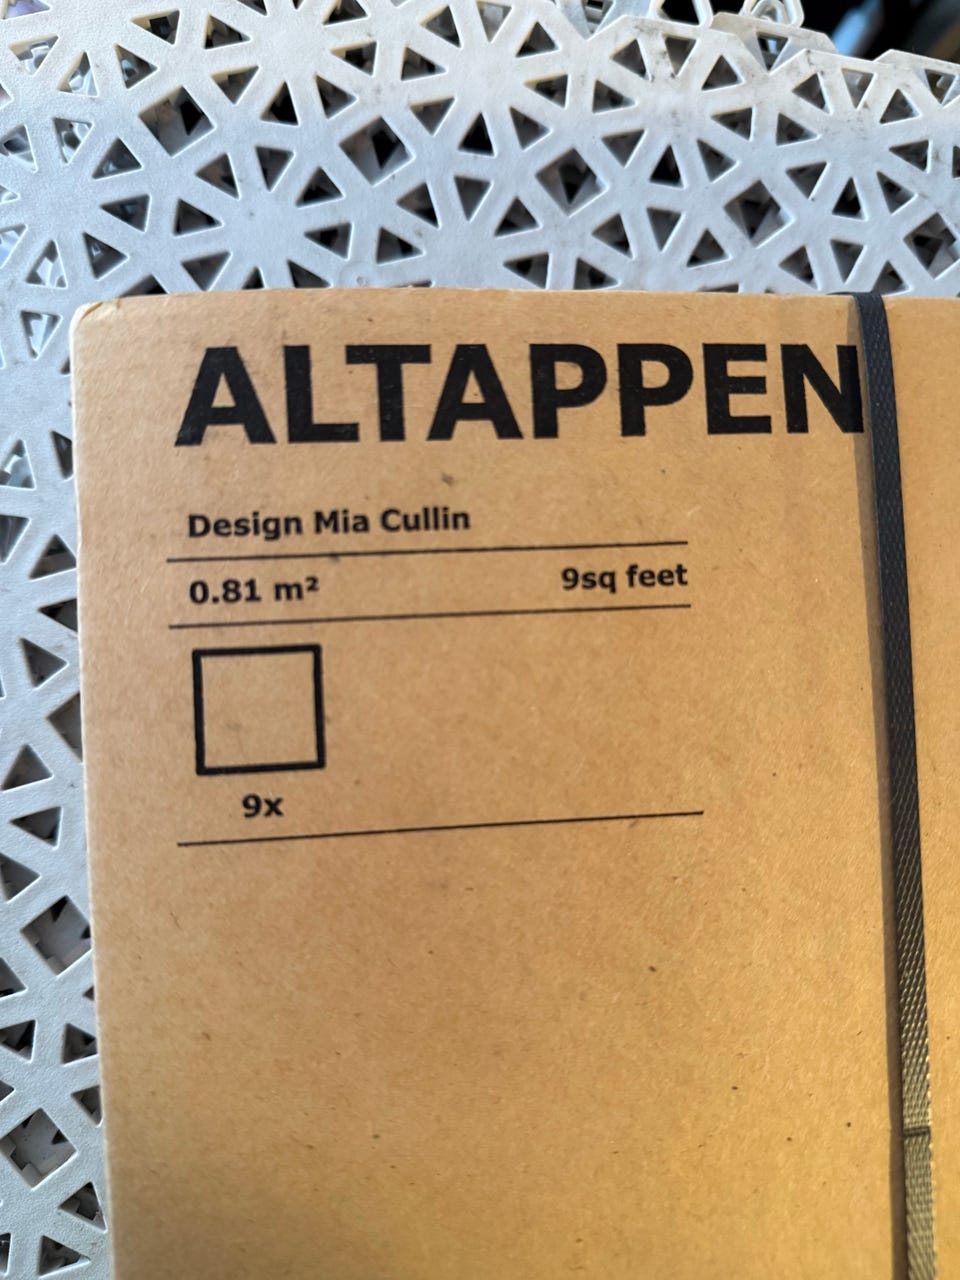 ALTAPPEN
Design Mia Cullin
0.81 m² 9sq feet
9x